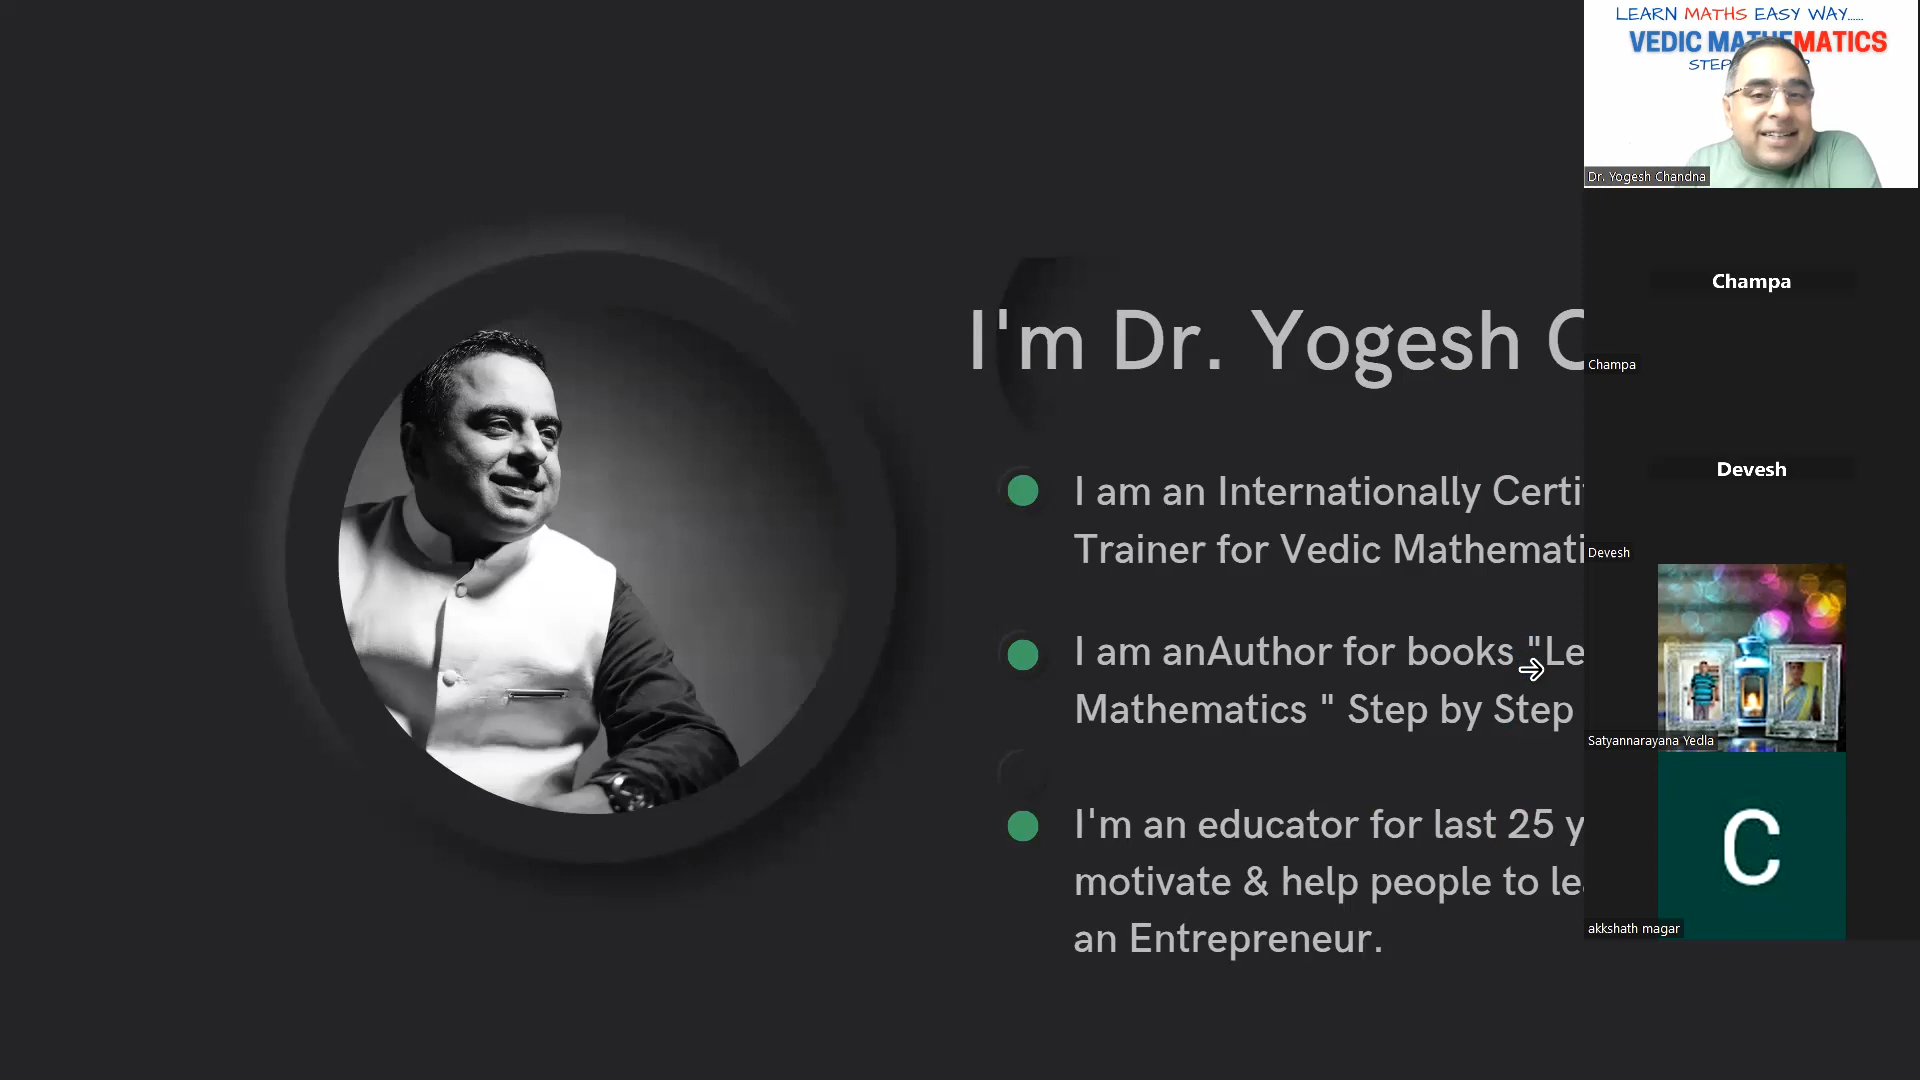 I'm Dr. Yogesh C
I am an Internationally Certi
Trainer for Vedic Mathemati
I am anAuthor for books "Le
Mathematics " Step by Step
I'm an educator for last 25 y
motivate & help people to le
an Entrepreneur.
LEARN MATHS EASY WAY......
VEDIC MATHEMATICS
STEP
Dr. Yogesh Chandna
Champa
Champa
Devesh
Devesh
Satyannarayana Yedla
C
akkshath magar